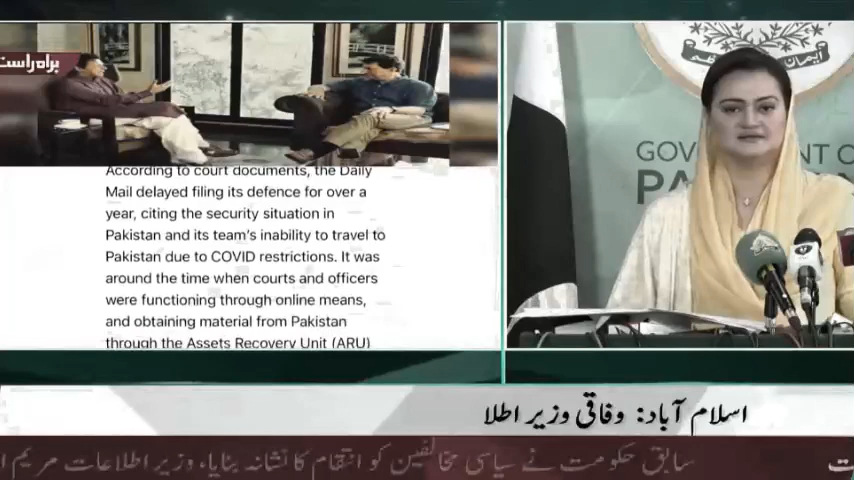 براہ راست
According to court documents, the Daily
Mail delayed filing its defence for over a
year, citing the security situation in
Pakistan and its team's inability to travel to
Pakistan due to COVID restrictions. It was
around the time when courts and officers
were functioning through online means,
and obtaining material from Pakistan
through the Assets Recovery Unit (ARU)
ایمان
GOV NT O
PA
اسلام آباد: وفاقی وزیر اطلا
سابق حکومت نے سیاسی مخالفین کو انتقام کا نشانہ بنایا، وزیر اطلاعات مریم ا